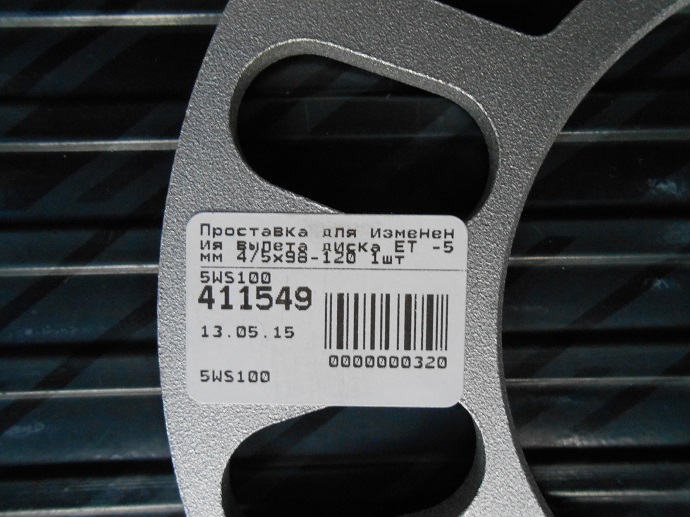 Проставка для изменен
ия вылета диска ЕТ -5
мм 4/5x98-120 1шт
5WS100
411549
13.05.15
0000000320
5WS100